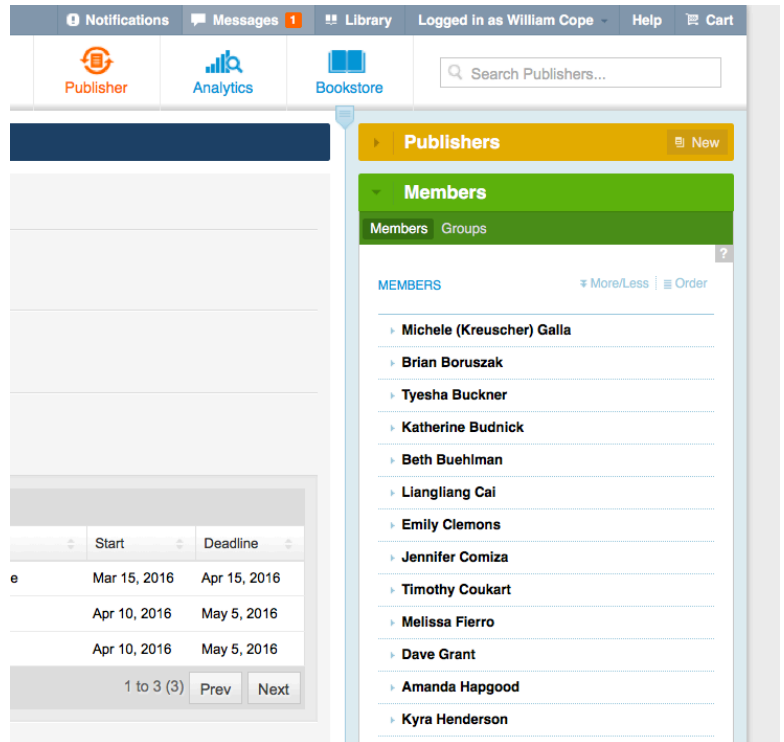 Notifications Messages 1 Library Logged in as William Cope Help Cart
Publisher Analytics Bookstore Search Publishers...
Publishers New
Members
Members Groups
?
MEMBERS More/Less Order
Michele (Kreuscher) Galla
Brian Boruszak
Tyesha Buckner
Katherine Budnick
Beth Buehlman
Liangliang Cai
Emily Clemons
Jennifer Comiza
Timothy Coukart
Melissa Fierro
Dave Grant
Amanda Hapgood
Kyra Henderson
Start Deadline
e Mar 15, 2016 Apr 15, 2016
Apr 10, 2016 May 5, 2016
Apr 10, 2016 May 5, 2016
1 to 3 (3) Prev Next